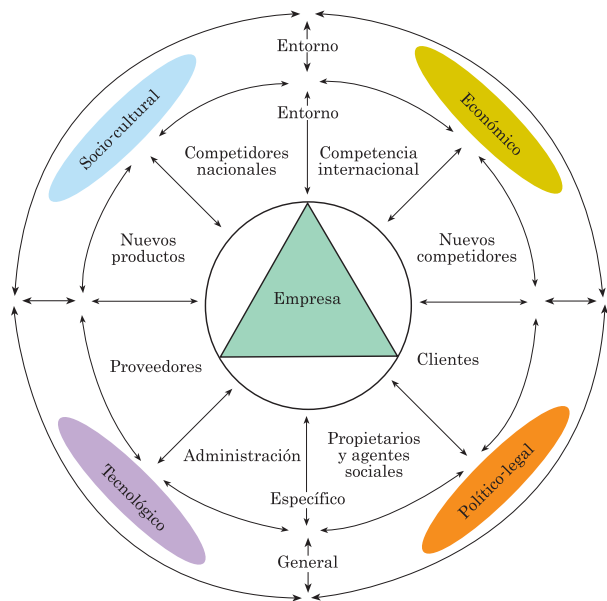 Entorno
Socio-cultural
Económico
Entorno
Competidores
nacionales
Competencia
internacional
Nuevos
productos
Nuevos
competidores
Empresa
Proveedores
Clientes
Administración
Propietarios
y agentes
sociales
Tecnológico
Político-legal
Específico
General